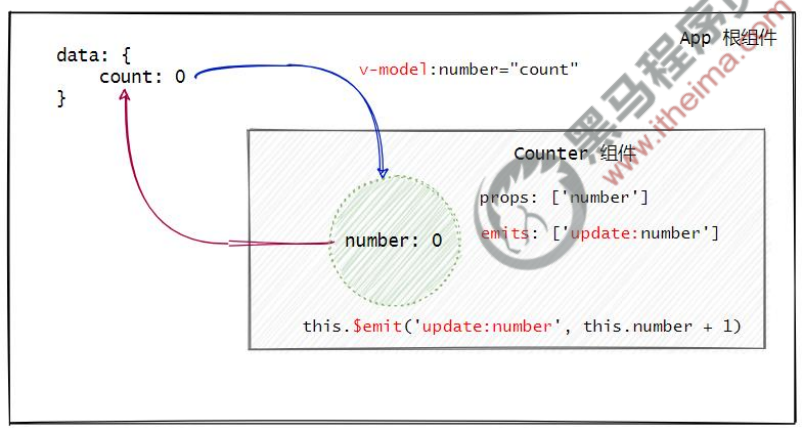 App 根组件
data: {
count: 0
}
v-model:number="count"
Counter 组件
props: ['number']
emits: ['update:number']
number: 0
this.$emit('update:number', this.number + 1)
黑马程序员
www.itheima.com